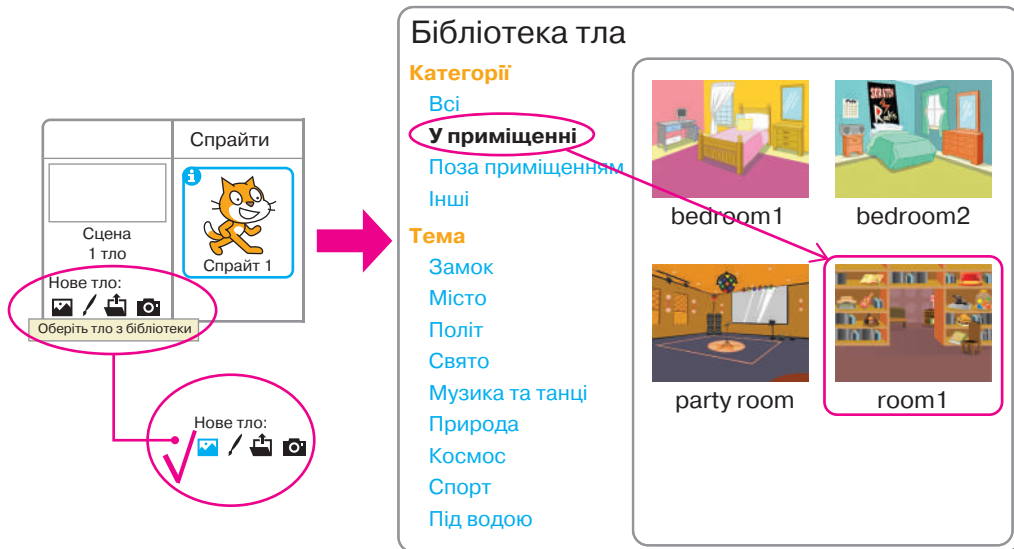 Спрайти
Сцена
1 тло
Спрайт 1
Нове тло:
Оберіть тло з бібліотеки
Нове тло:
Бібліотека тла
Категорії
Всі
У приміщенні
Поза приміщенням
Інші
Тема
Замок
Місто
Політ
Свято
Музика та танці
Природа
Космос
Спорт
Під водою
SCRATCH
bedroom1
bedroom2
party room
room1